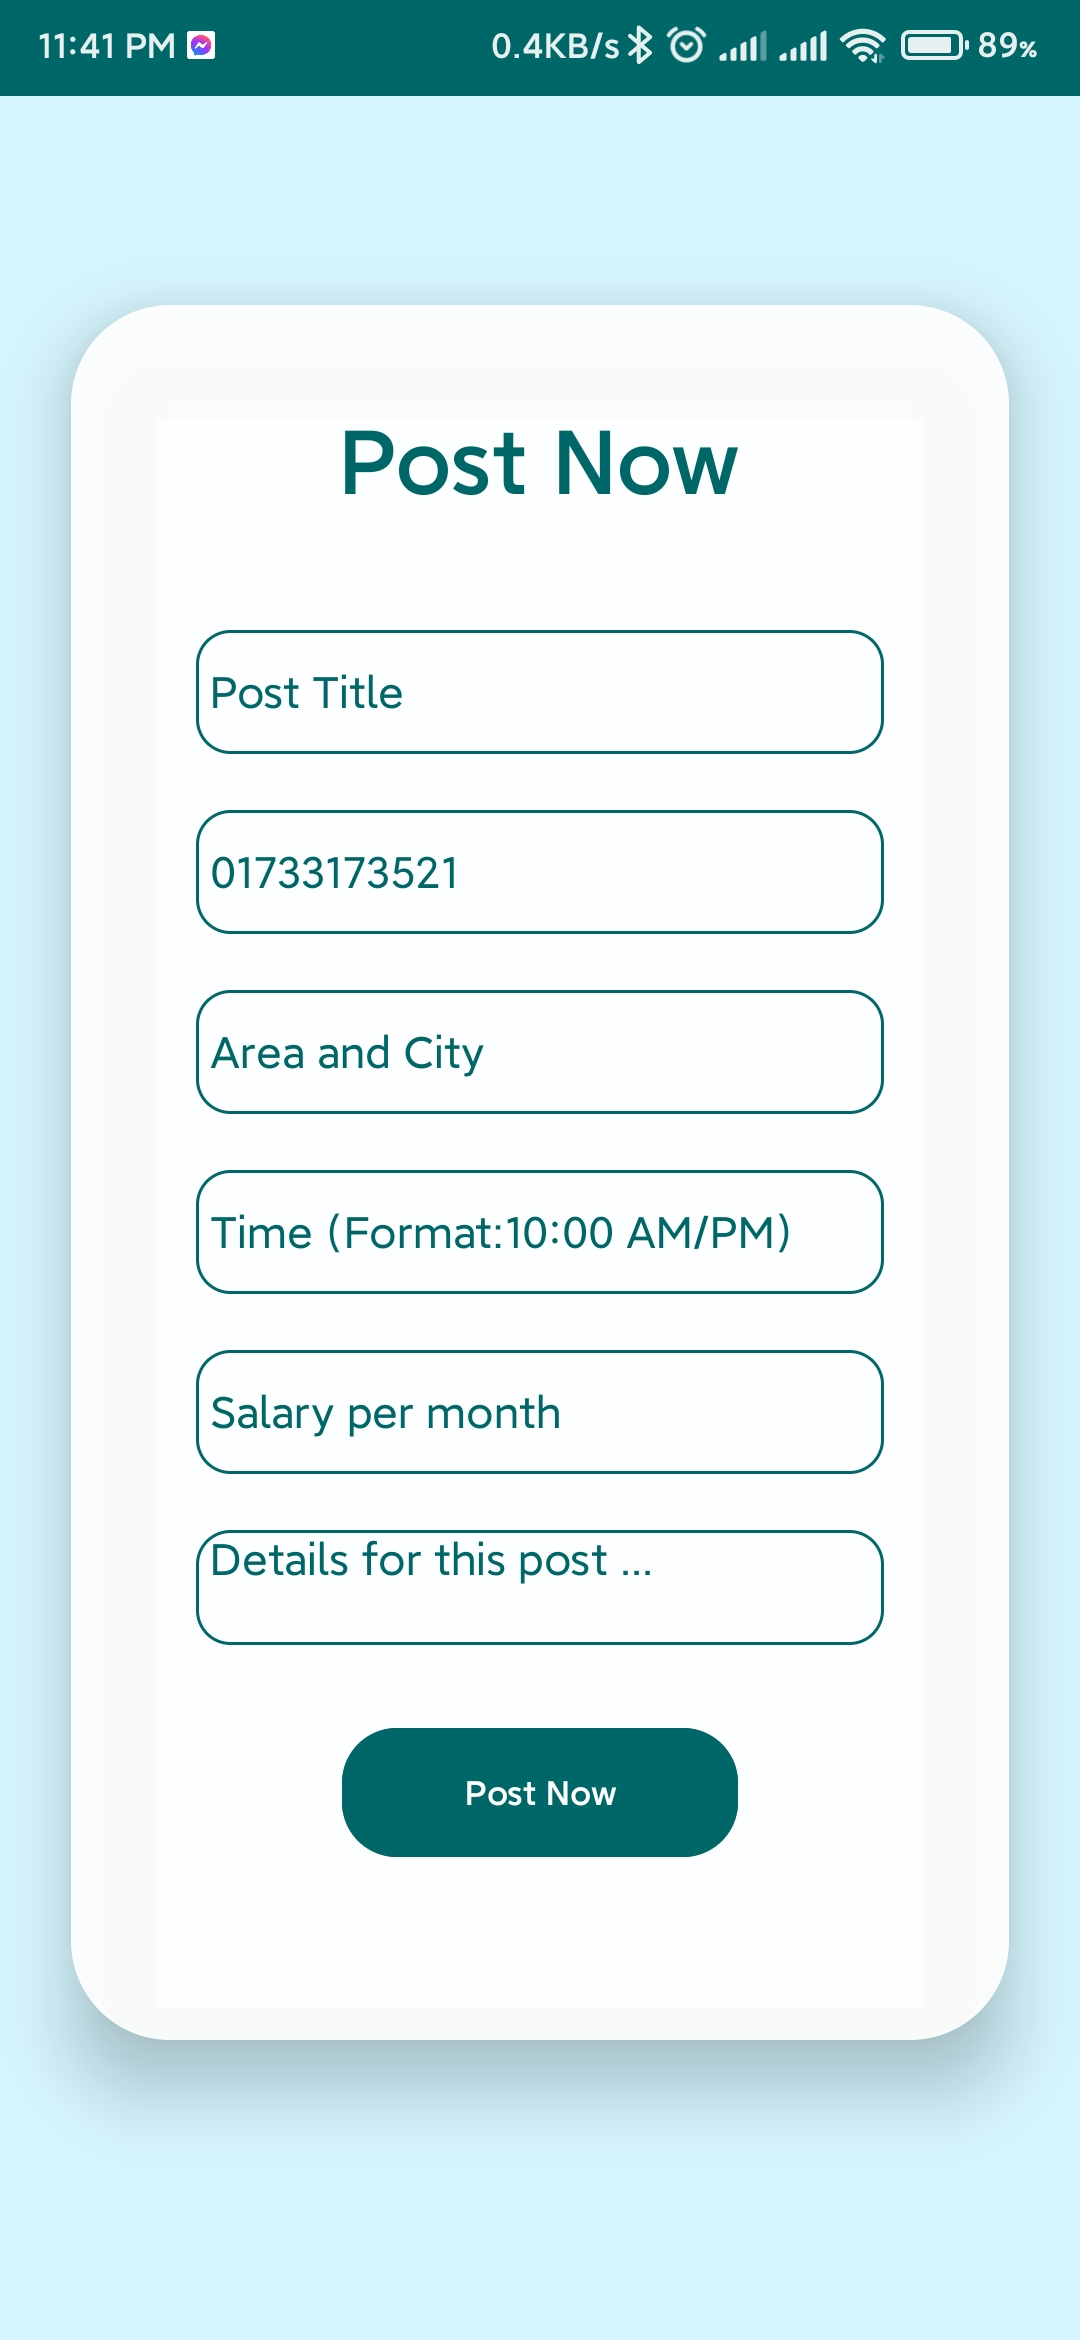 11:41 PM 0.4KB/s 89%
Post Now
Post Title
01733173521
Area and City
Time (Format:10:00 AM/PM)
Salary per month
Details for this post ...
Post Now